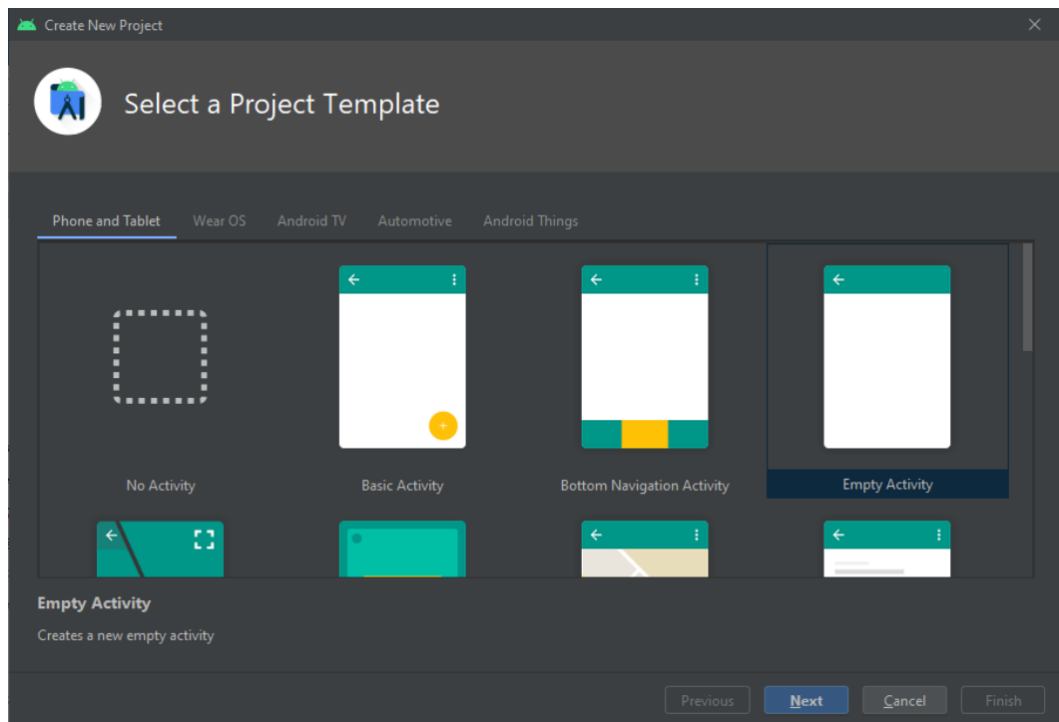 Create New Project
Select a Project Template
Phone and Tablet Wear OS Android TV Automotive Android Things
No Activity Basic Activity Bottom Navigation Activity Empty Activity
Empty Activity
Creates a new empty activity
Previous Next Cancel Finish